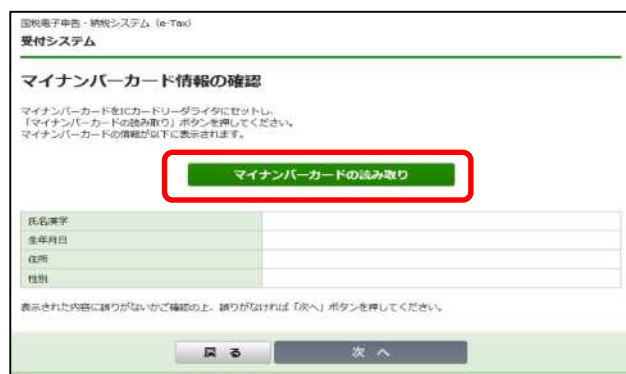 国税電子申告・納税システム (e-Tax)
受付システム
マイナンバーカード情報の確認
マイナンバーカードをICカードリーダライタにセットし、
「マイナンバーカードの読み取り」ボタンを押してください。
マイナンバーカードの情報が以下に表示されます。
マイナンバーカードの読み取り
氏名漢字
生年月日
住所
性別
表示された内容に誤りがないかご確認の上、誤りがなければ「次へ」ボタンを押してください。
戻 る
次 へ